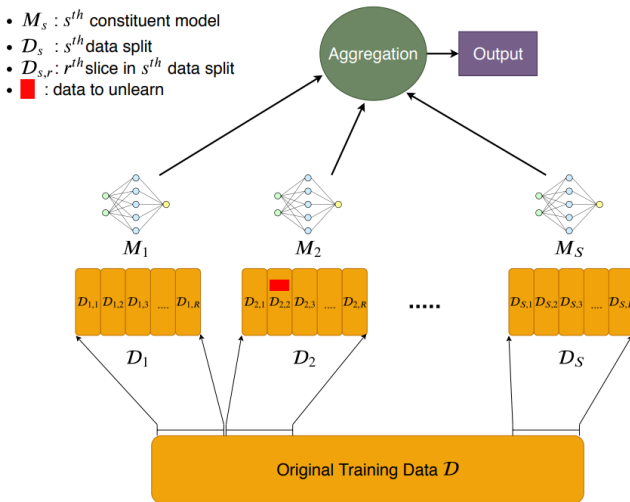 • M_s : s^th constituent model
• 𝒟_s : s^th data split
• 𝒟_s,r : r^th slice in s^th data split
• : data to unlearn
Aggregation
Output
M_1 M_2 M_S
𝒟_1,1 𝒟_1,2 𝒟_1,3 .... 𝒟_1,R 𝒟_2,1 𝒟_2,2 𝒟_2,3 .... 𝒟_2,R ..... 𝒟_S,1 𝒟_S,2 𝒟_S,3 ....
𝒟_1 𝒟_2 𝒟_S
Original Training Data 𝒟